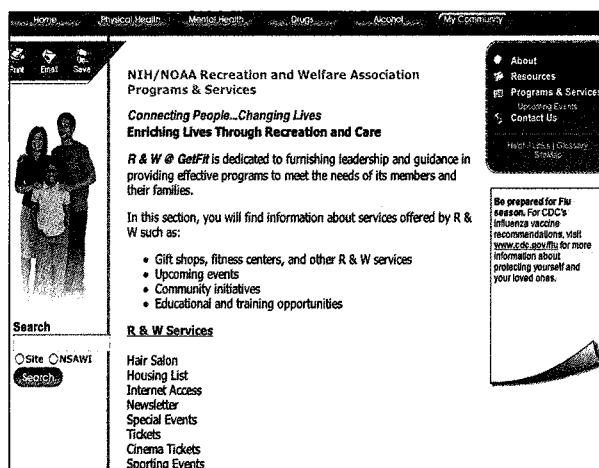 Home Physical Health Mental Health Drugs Alcohol My Community
Print Email Save
NIH/NOAA Recreation and Welfare Association
Programs & Services
Connecting People...Changing Lives
Enriching Lives Through Recreation and Care
R & W @ GetFit is dedicated to furnishing leadership and guidance in
providing effective programs to meet the needs of its members and
their families.
In this section, you will find information about services offered by R &
W such as:
• Gift shops, fitness centers, and other R & W services
• Upcoming events
• Community initiatives
• Educational and training opportunities
R & W Services
Hair Salon
Housing List
Internet Access
Newsletter
Special Events
Tickets
Cinema Tickets
Sporting Events
Search
Site NSAWI
Search
About
Resources
Programs & Services
Upcoming Events
Contact Us
Helpful Links | Glossary
SiteMap
Be prepared for Flu
season. For CDC's
influenza vaccine
recommendations, visit
www.cdc.gov/flu for more
information about
protecting yourself and
your loved ones.